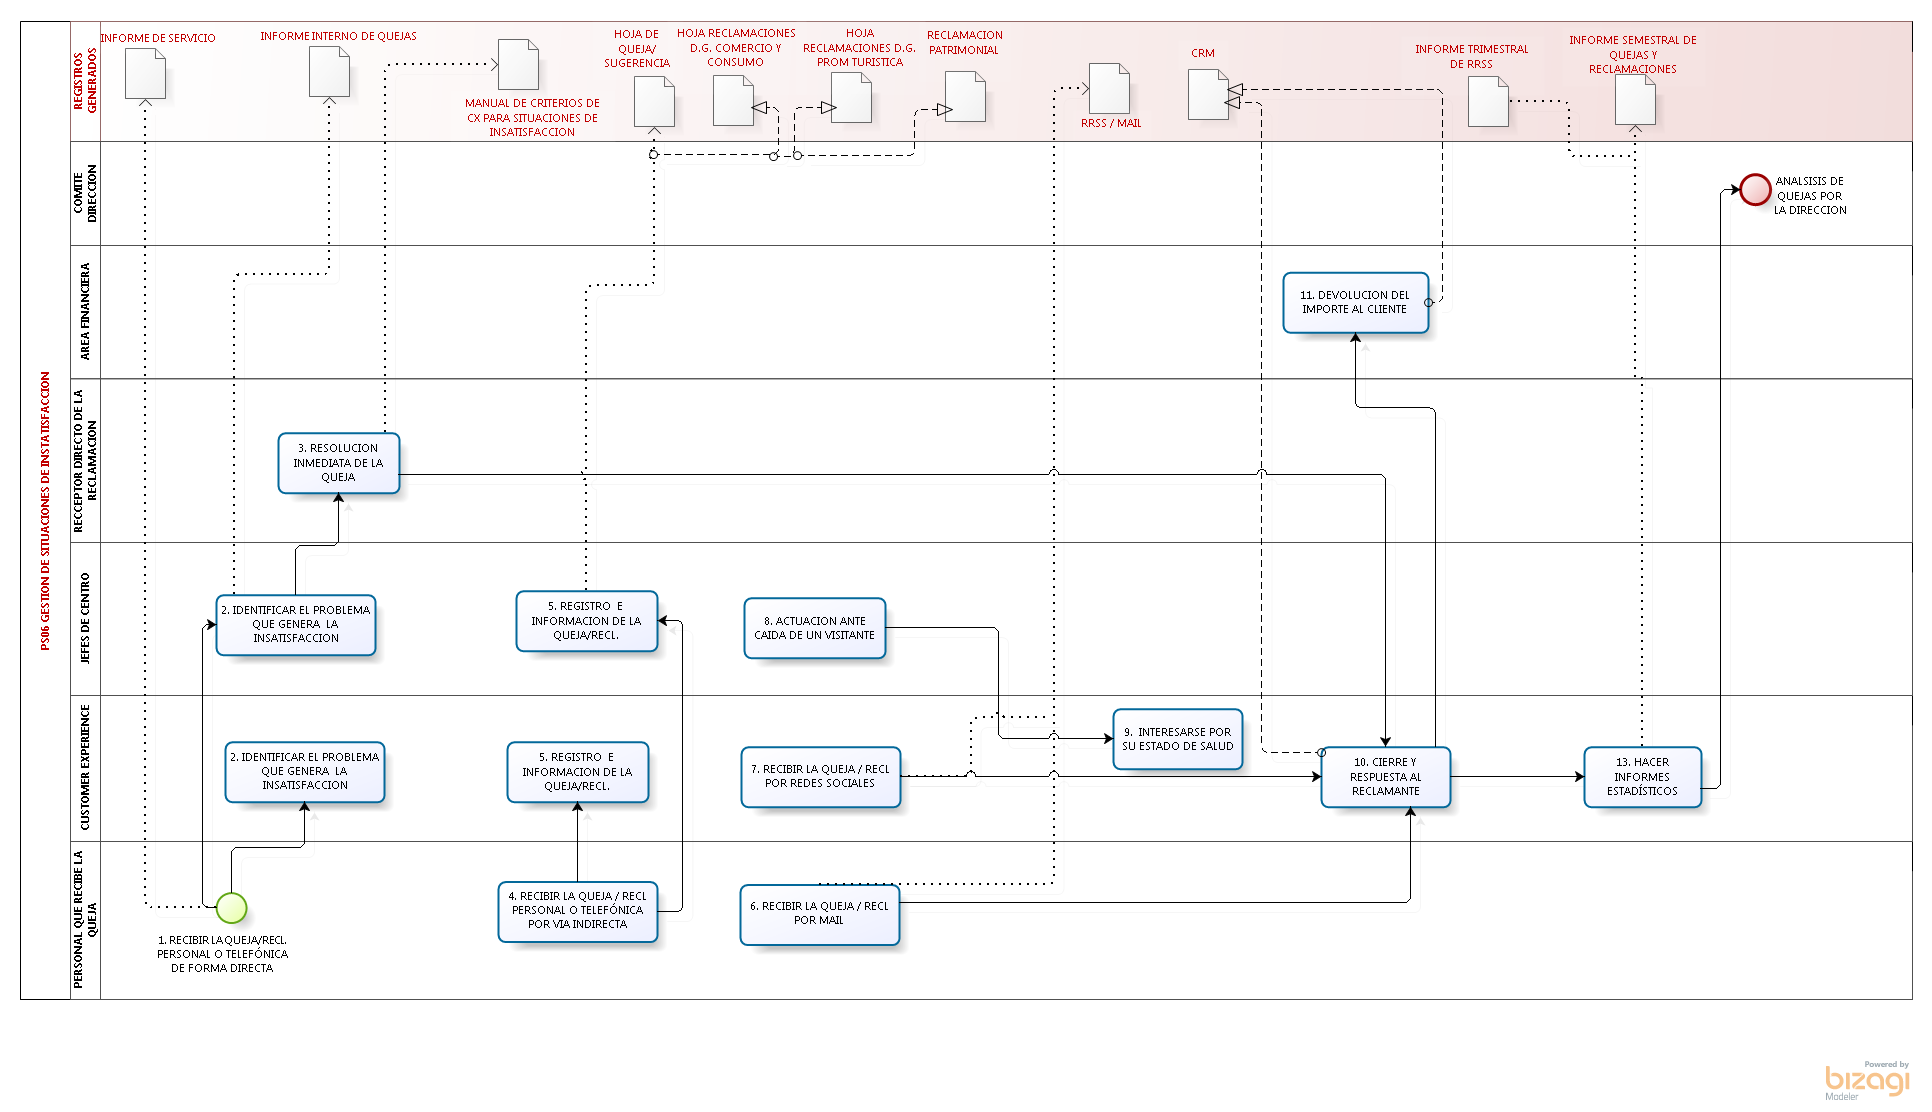 PS06 GESTION DE SITUACIONES DE INSTATISFACCION
REGISTROS
GENERADOS
INFORME DE SERVICIO
INFORME INTERNO DE QUEJAS
MANUAL DE CRITERIOS DE
CX PARA SITUACIONES DE
INSATISFACCION
HOJA DE
QUEJA/
SUGERENCIA
HOJA RECLAMACIONES
D.G. COMERCIO Y
CONSUMO
HOJA
RECLAMACIONES D.G.
PROM TURISTICA
RECLAMACION
PATRIMONIAL
RRSS / MAIL
CRM
INFORME TRIMESTRAL
DE RRSS
INFORME SEMESTRAL DE
QUEJAS Y
RECLAMACIONES
COMITE
DIRECCION
ANALSISIS DE
QUEJAS POR
LA DIRECCION
AREA FINANCIERA
11. DEVOLUCION DEL
IMPORTE AL CLIENTE
RECCEPTOR DIRECTO DE LA
RECLAMACION
3. RESOLUCION
INMEDIATA DE LA
QUEJA
JEFES DE CENTRO
2. IDENTIFICAR EL PROBLEMA
QUE GENERA LA
INSATISFACCION
5. REGISTRO E
INFORMACION DE LA
QUEJA/RECL.
8. ACTUACION ANTE
CAIDA DE UN VISITANTE
CUSTOMER EXPERIENCE
2. IDENTIFICAR EL PROBLEMA
QUE GENERA LA
INSATISFACCION
5. REGISTRO E
INFORMACION DE LA
QUEJA/RECL.
7. RECIBIR LA QUEJA / RECL
POR REDES SOCIALES
9. INTERESARSE POR
SU ESTADO DE SALUD
10. CIERRE Y
RESPUESTA AL
RECLAMANTE
13. HACER
INFORMES
ESTADÍSTICOS
PERSONAL QUE RECIBE LA
QUEJA
1. RECIBIR LA QUEJA/RECL.
PERSONAL O TELEFÓNICA
DE FORMA DIRECTA
4. RECIBIR LA QUEJA / RECL
PERSONAL O TELEFÓNICA
POR VIA INDIRECTA
6. RECIBIR LA QUEJA / RECL
POR MAIL
Powered by
bizagi
Modeler